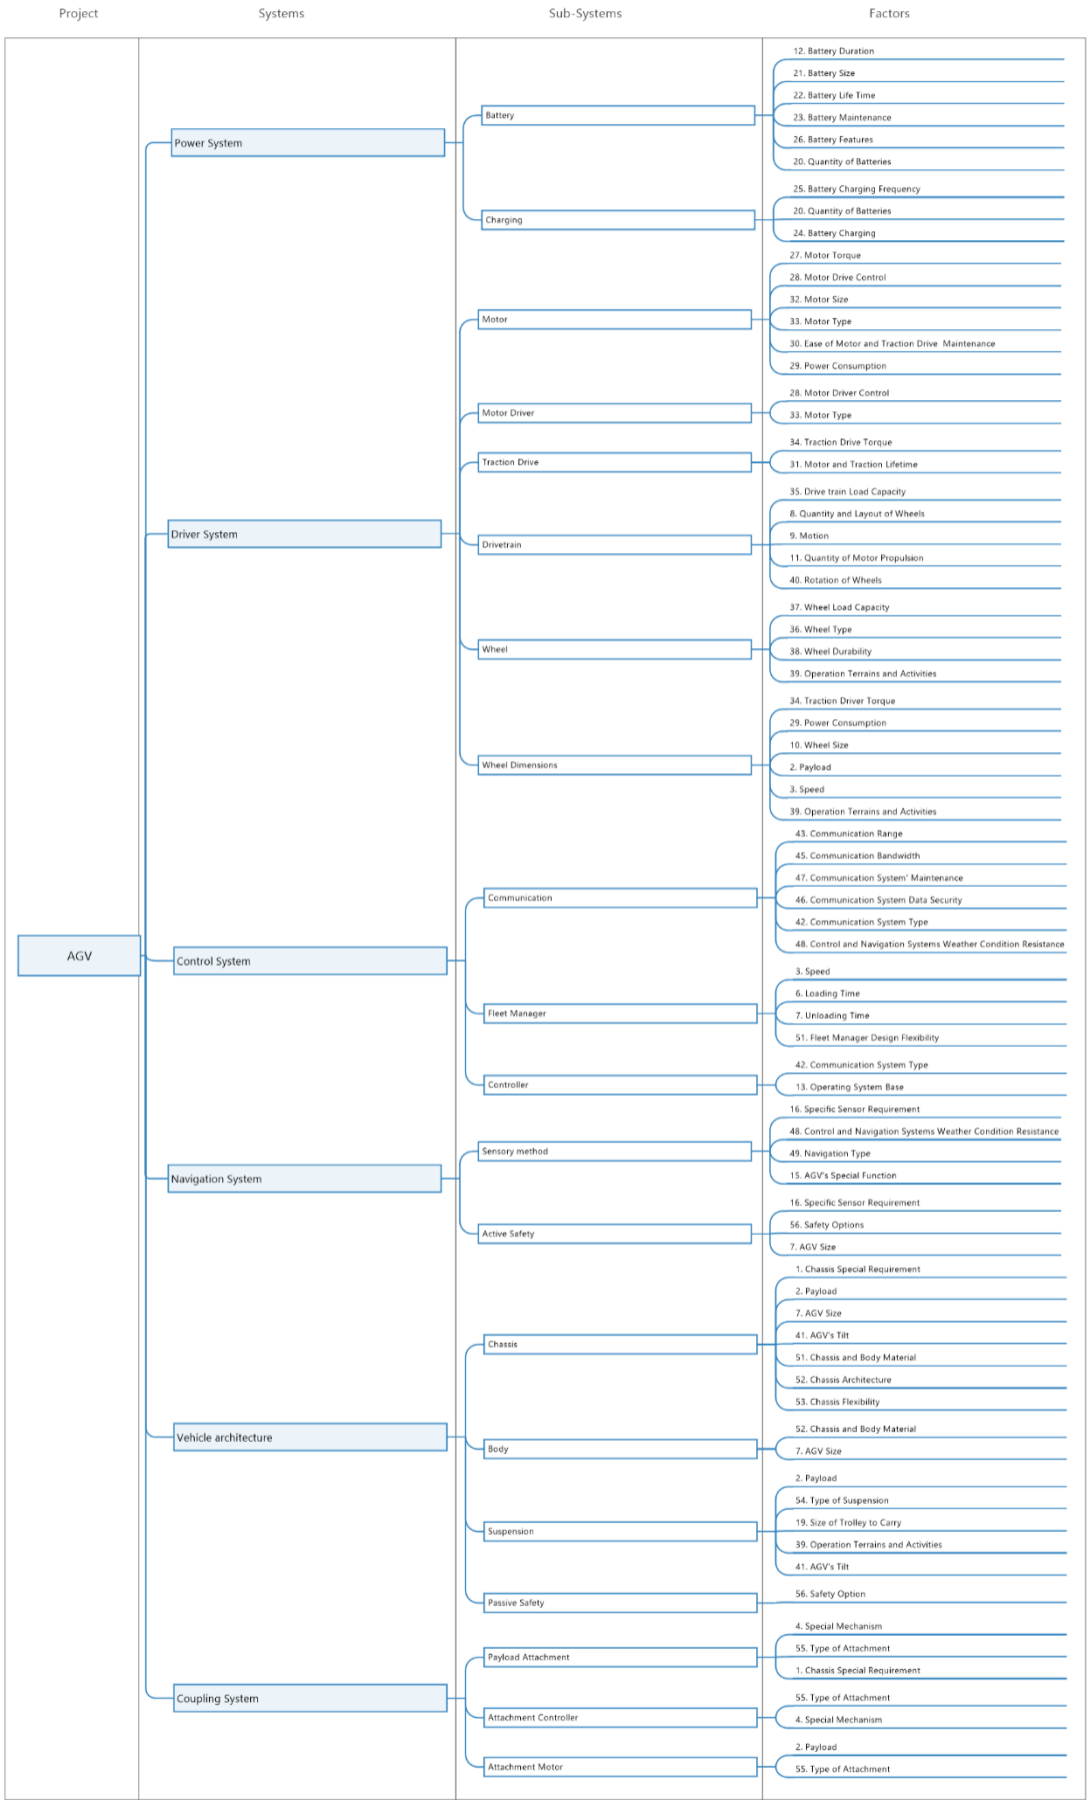 Project
Systems
Sub-Systems
Factors
AGV
Power System
Battery
12. Battery Duration
21. Battery Size
22. Battery Life Time
23. Battery Maintenance
26. Battery Features
20. Quantity of Batteries
Charging
25. Battery Charging Frequency
20. Quantity of Batteries
24. Battery Charging
Driver System
Motor
27. Motor Torque
28. Motor Drive Control
32. Motor Size
33. Motor Type
30. Ease of Motor and Traction Drive Maintenance
29. Power Consumption
Motor Driver
28. Motor Driver Control
33. Motor Type
Traction Drive
34. Traction Drive Torque
31. Motor and Traction Lifetime
Drivetrain
35. Drive train Load Capacity
8. Quantity and Layout of Wheels
9. Motion
11. Quantity of Motor Propulsion
40. Rotation of Wheels
Wheel
37. Wheel Load Capacity
36. Wheel Type
38. Wheel Durability
39. Operation Terrains and Activities
Wheel Dimensions
34. Traction Driver Torque
29. Power Consumption
10. Wheel Size
2. Payload
3. Speed
39. Operation Terrains and Activities
Control System
Communication
43. Communication Range
45. Communication Bandwidth
47. Communication System' Maintenance
46. Communication System Data Security
42. Communication System Type
48. Control and Navigation Systems Weather Condition Resistance
Fleet Manager
3. Speed
6. Loading Time
7. Unloading Time
51. Fleet Manager Design Flexibility
Controller
42. Communication System Type
13. Operating System Base
Navigation System
Sensory method
16. Specific Sensor Requirement
48. Control and Navigation Systems Weather Condition Resistance
49. Navigation Type
15. AGV's Special Function
Active Safety
16. Specific Sensor Requirement
56. Safety Options
7. AGV Size
Vehicle architecture
Chassis
1. Chassis Special Requirement
2. Payload
7. AGV Size
41. AGV's Tilt
51. Chassis and Body Material
52. Chassis Architecture
53. Chassis Flexibility
Body
52. Chassis and Body Material
7. AGV Size
Suspension
2. Payload
54. Type of Suspension
19. Size of Trolley to Carry
39. Operation Terrains and Activities
41. AGV's Tilt
Passive Safety
56. Safety Option
Coupling System
Payload Attachment
4. Special Mechanism
55. Type of Attachment
1. Chassis Special Requirement
Attachment Controller
55. Type of Attachment
4. Special Mechanism
Attachment Motor
2. Payload
55. Type of Attachment